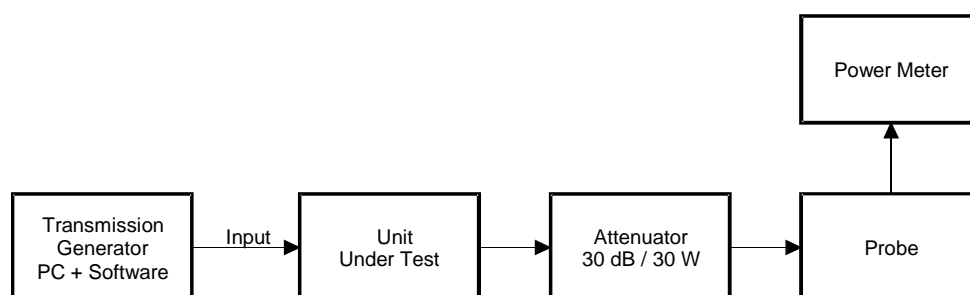 Power Meter
Transmission
Generator
PC + Software
Input
Unit
Under Test
Attenuator
30 dB / 30 W
Probe